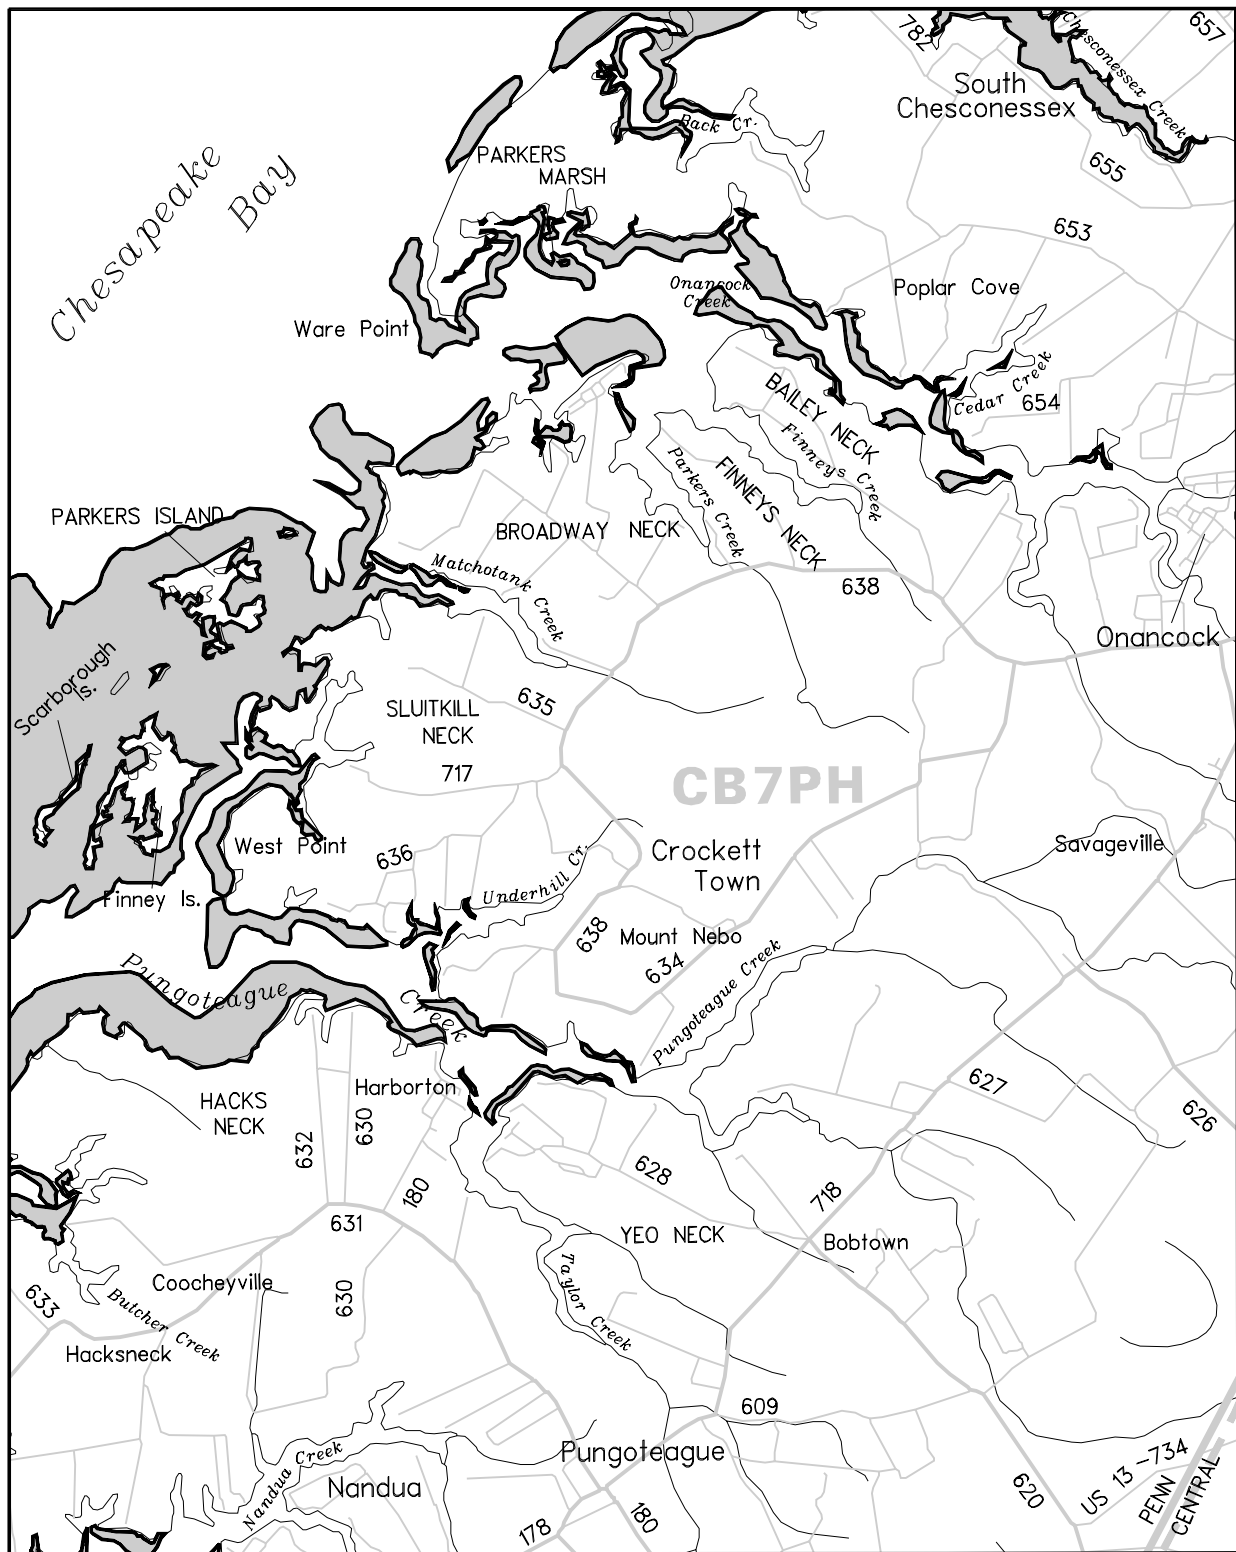 782
657
Chesconessex Creek
South
Chesconessex
Back Cr.
655
Chesapeake
Bay
PARKERS
MARSH
653
Onancock
Creek
Poplar Cove
Ware Point
BAILEY NECK
Cedar Creek
654
Finneys Creek
FINNEYS NECK
Parkers Creek
PARKERS ISLAND
BROADWAY NECK
Matchotank Creek
638
Onancock
Scarborough
Is.
635
SLUITKILL
NECK
717
CB7PH
West Point
636
Crockett
Town
Savageville
Underhill Cr.
Finney Is.
638
Mount Nebo
634
Pungoteague Creek
Pungoteague
Creek
Harborton
627
626
HACKS
NECK
632
630
180
628
718
631
YEO NECK
Bobtown
Taylor Creek
Coocheyville
633
630
Butcher Creek
Hacksneck
609
Pungoteague
Nandua Creek
Nandua
178
180
620
US 13-734
PENN
CENTRAL